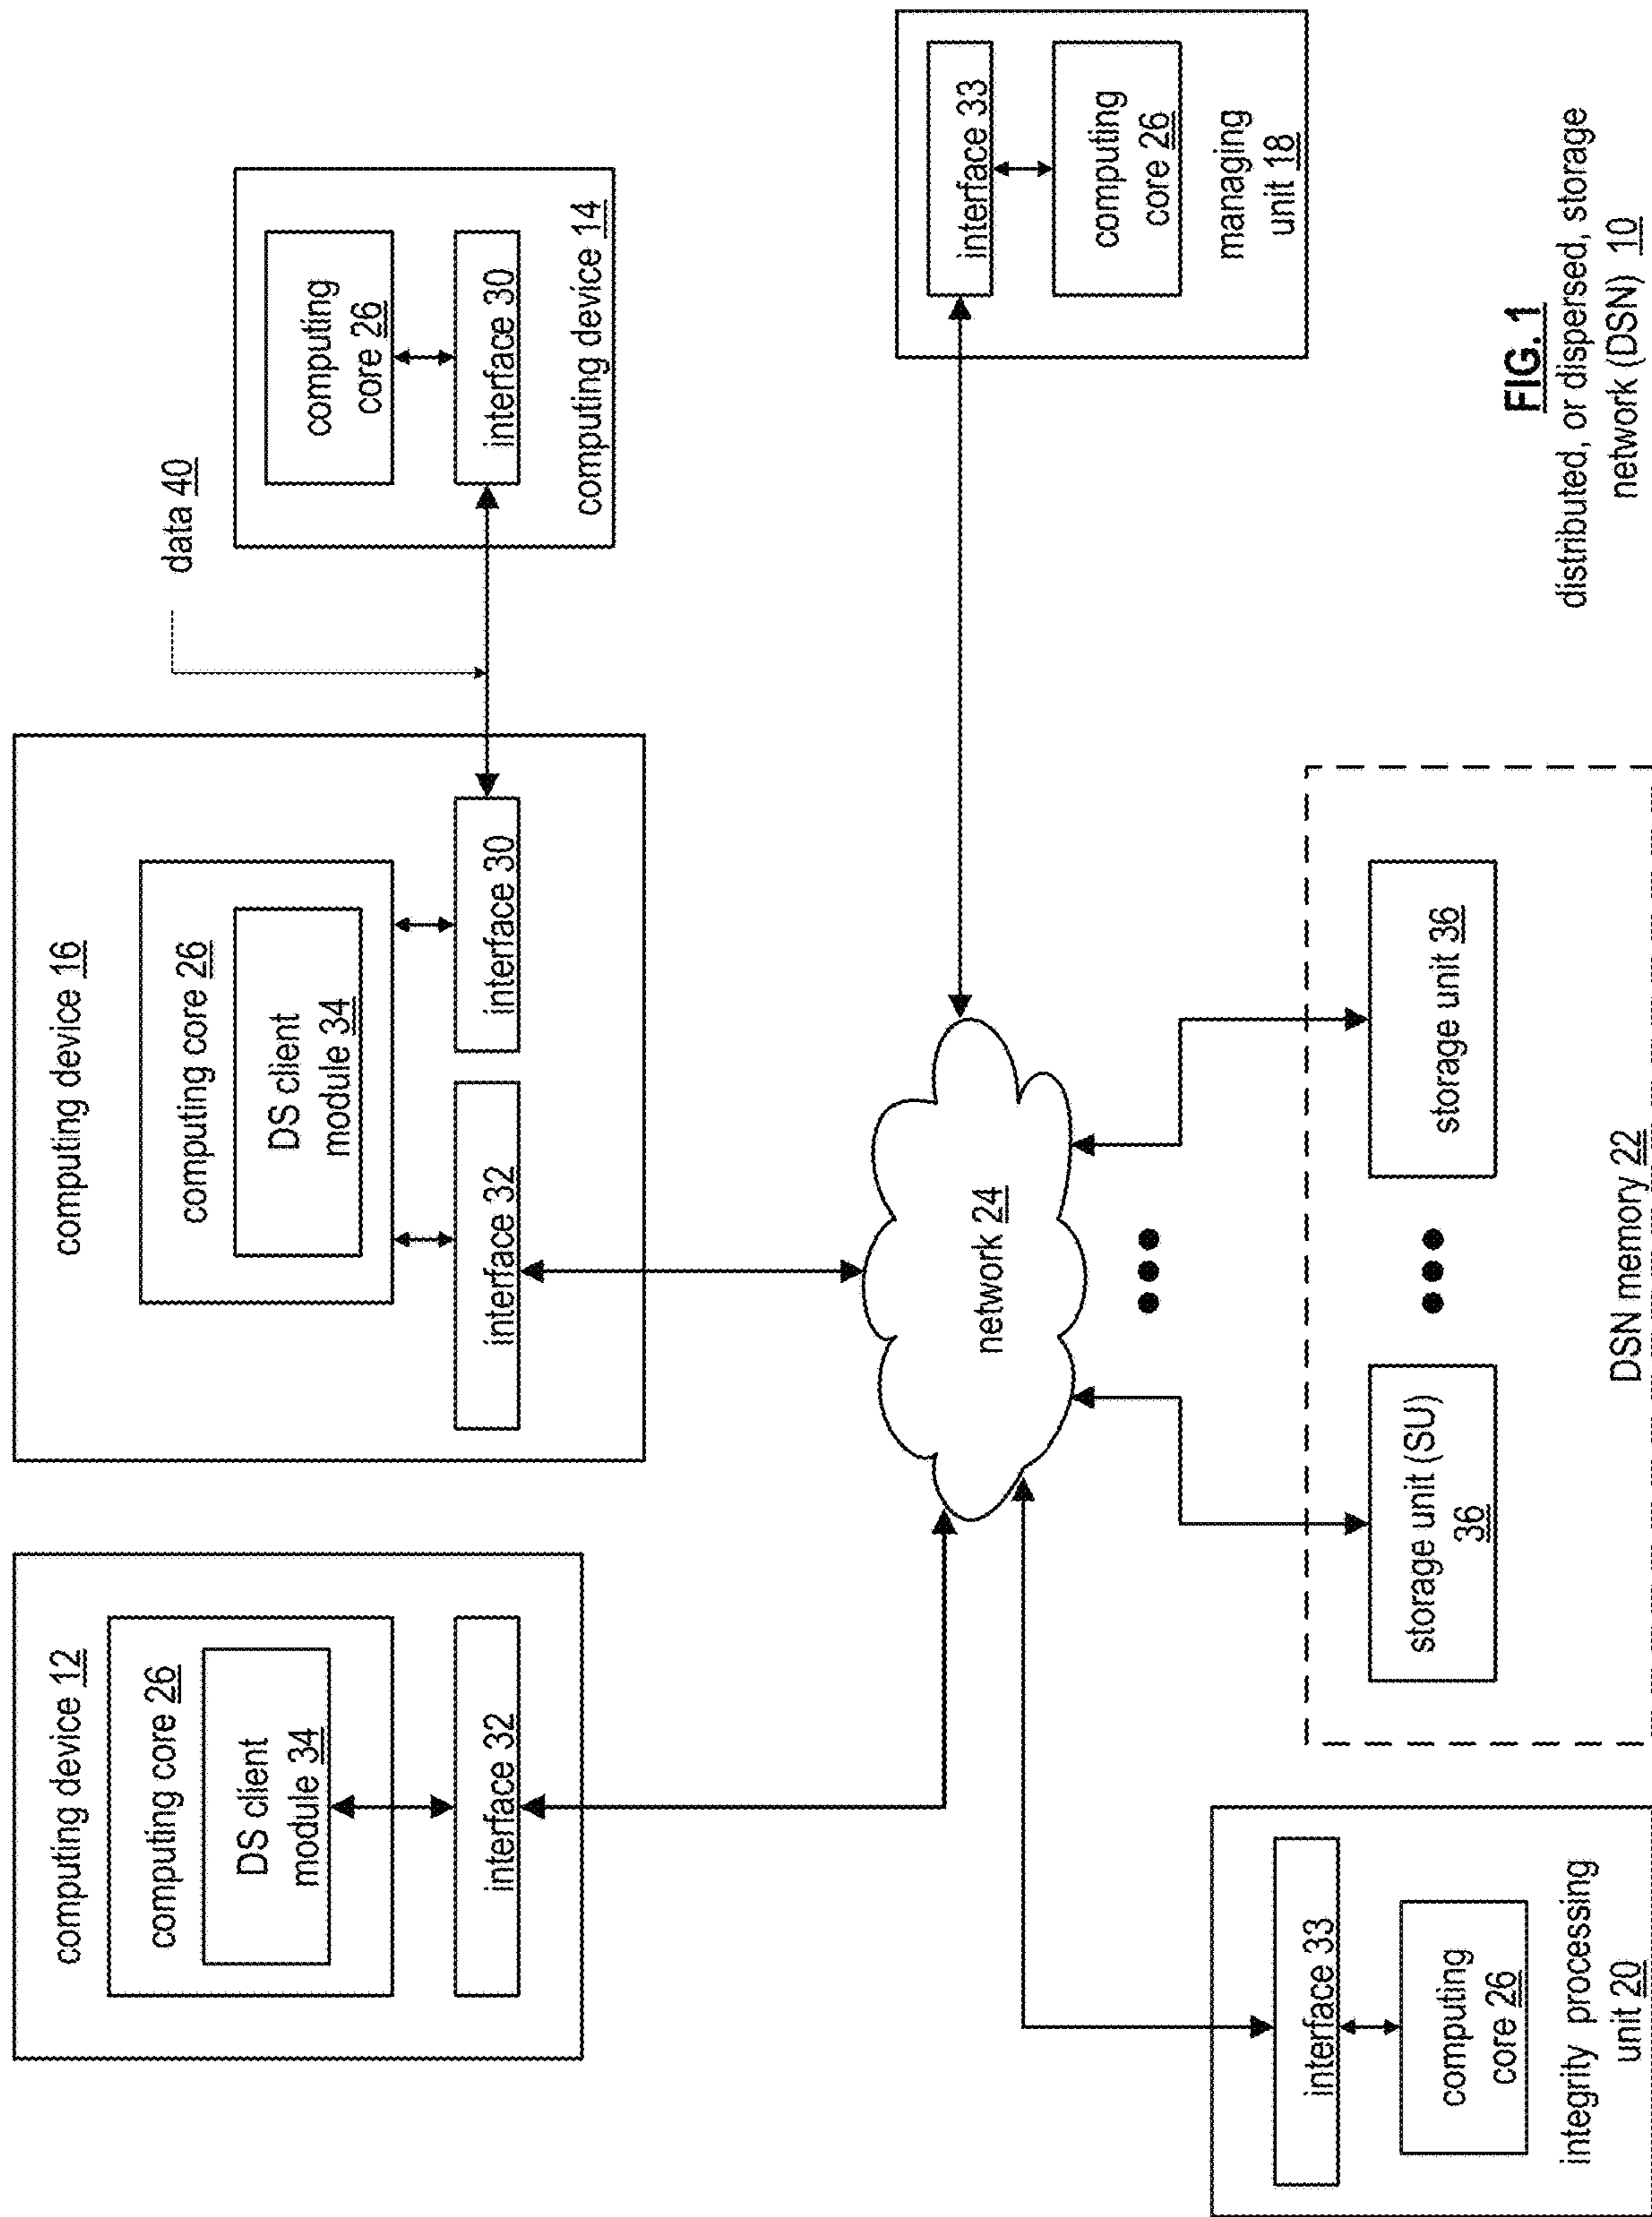 computing device 12
computing core 26
DS client
module 34
interface 32
computing device 16
computing core 26
DS client
module 34
interface 32
interface 30
data 40
computing
core 26
interface 30
computing device 14
network 24
interface 33
computing
core 26
managing
unit 18
interface 33
computing
core 26
integrity processing
unit 20
storage unit (SU)
36
storage unit 36
DSN memory 22
FIG. 1
distributed, or dispersed, storage
network (DSN) 10